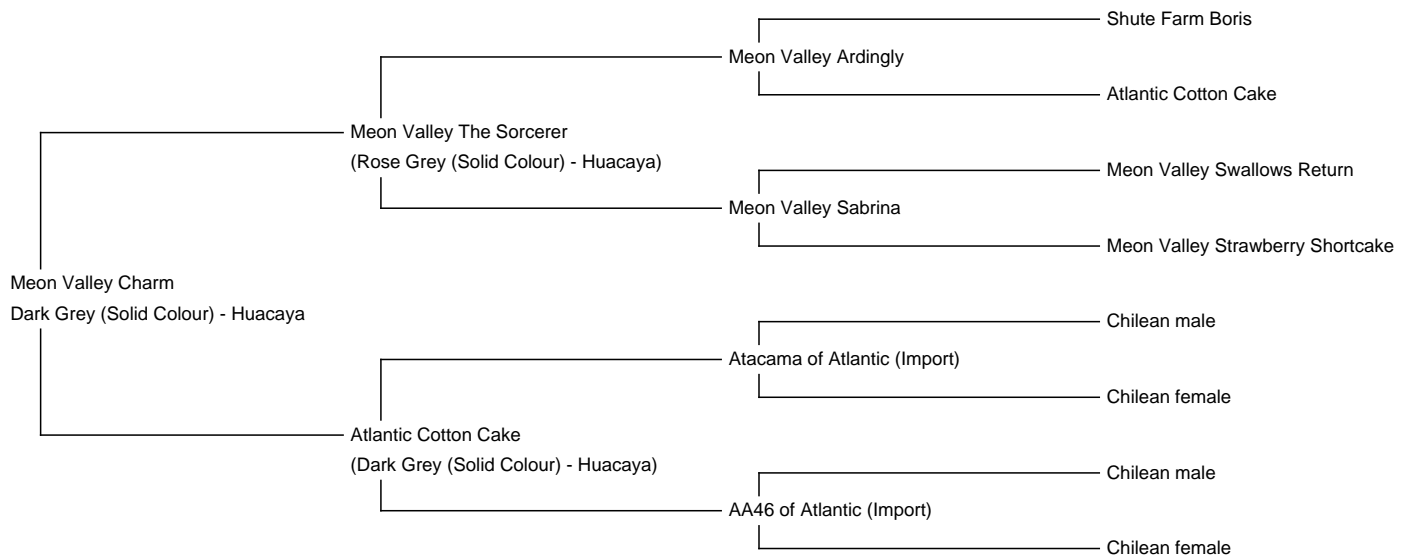 Shute Farm Boris
Meon Valley Ardingly
Atlantic Cotton Cake
Meon Valley The Sorcerer
(Rose Grey (Solid Colour) - Huacaya)
Meon Valley Swallows Return
Meon Valley Sabrina
Meon Valley Strawberry Shortcake
Meon Valley Charm
Dark Grey (Solid Colour) - Huacaya
Chilean male
Atacama of Atlantic (Import)
Chilean female
Atlantic Cotton Cake
(Dark Grey (Solid Colour) - Huacaya)
Chilean male
AA46 of Atlantic (Import)
Chilean female